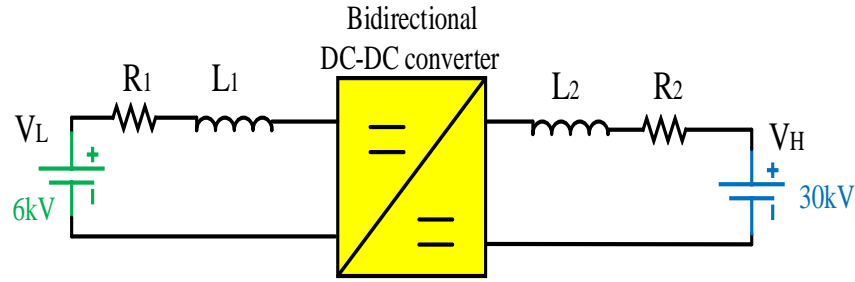 Bidirectional
DC-DC converter
R1
L1
L2
R2
VL
VH
+
+
6kV
30kV